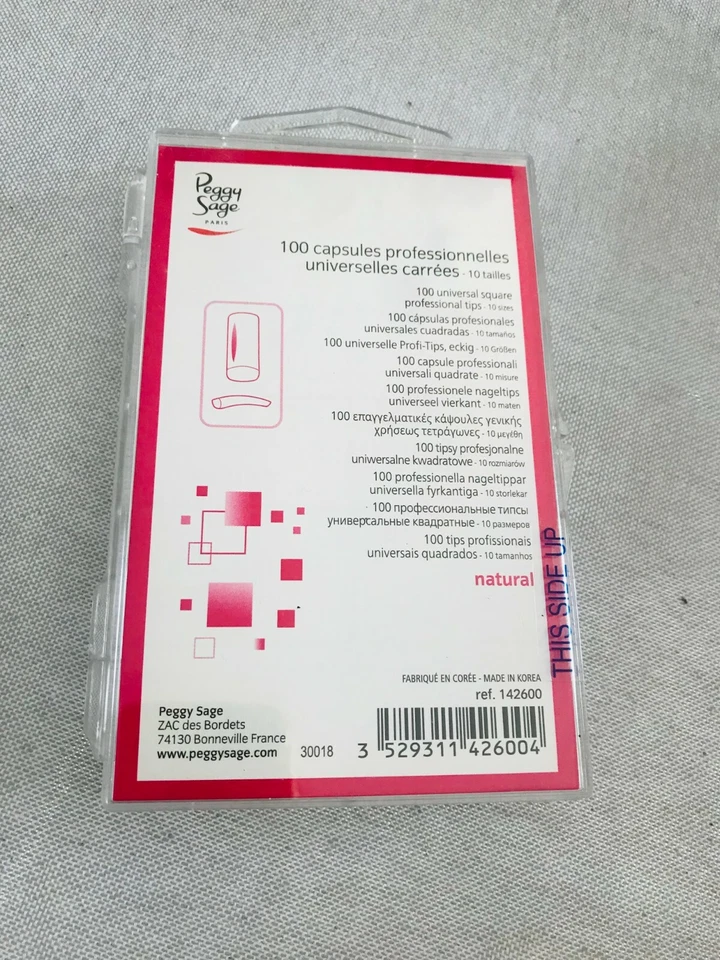 Peggy
Sage
PARIS
100 capsules professionnelles
universelles carrées - 10 tailles
100 universal square
professional tips - 10 sizes
100 cápsulas profesionales
universales cuadradas - 10 tamaños
100 universelle Profi-Tips, eckig - 10 Größen
100 capsule professionali
universali quadrate - 10 misure
100 professionele nageltips
universeel vierkant - 10 maten
100 επαγγελματικές κάψουλες γενικής
χρήσεως τετράγωνες - 10 μεγέθη
100 tipsy profesjonalne
uniwersalne kwadratowe - 10 rozmiarów
100 professionella nageltippar
universella fyrkantiga - 10 storlekar
100 профессиональные типсы
универсальные квадратные - 10 размеров
100 tips profissionais
universais quadrados - 10 tamanhos
natural
THIS SIDE UP
FABRIQUÉ EN CORÉE - MADE IN KOREA
ref. 142600
Peggy Sage
ZAC des Bordets
74130 Bonneville France
www.peggysage.com
30018
3 529311 426004